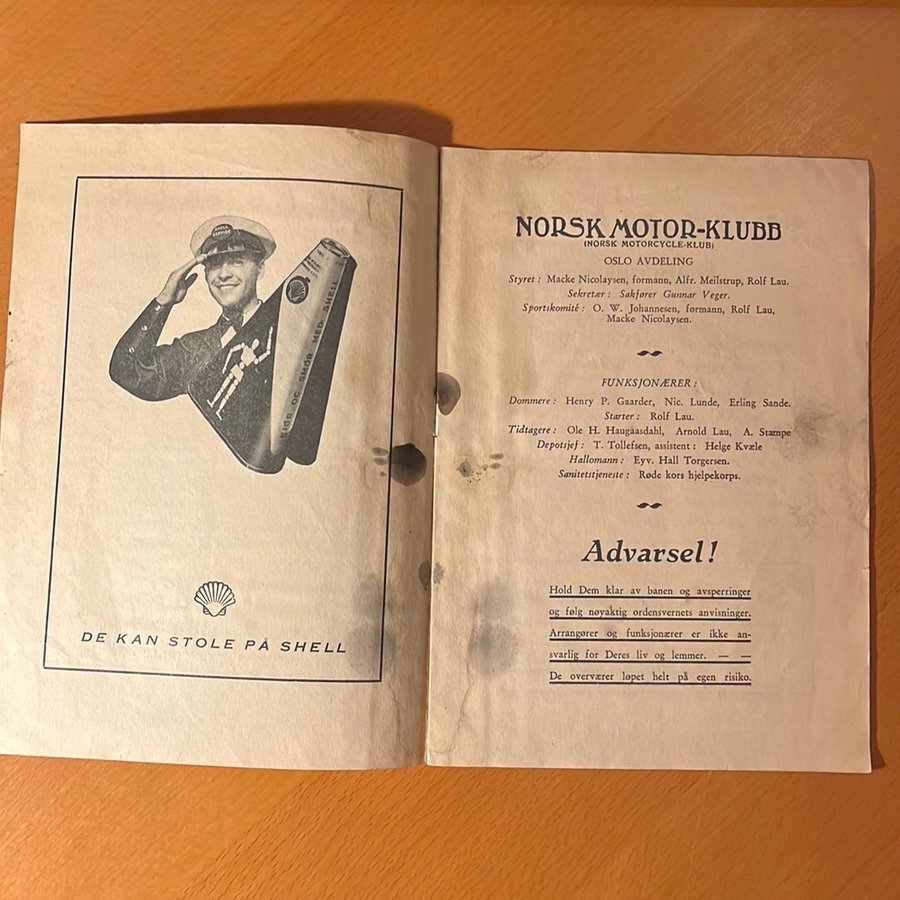 SHELL
SERVICE
KJØR OG SMØR MED SHELL
DE KAN STOLE PÅ SHELL
NORSK MOTOR-KLUBB
(NORSK MOTORCYCLE-KLUB)
OSLO AVDELING
Styret: Macke Nicolaysen, formann, Alfr. Meilstrup, Rolf Lau.
Sekretær: Sakfører Gunnar Veger.
Sportskomité: O. W. Johannesen, formann, Rolf Lau,
Macke Nicolaysen.
FUNKSJONÆRER:
Dommere: Henry P. Gaarder, Nic. Lunde, Erling Sande.
Starter: Rolf Lau.
Tidtagere: Ole H. Haugaasdahl, Arnold Lau, A. Stampe
Depotsjef: T. Tollefsen, assistent: Helge Kvæle
Hallomann: Eyv. Hall Torgersen.
Sanitetstjeneste: Røde kors hjelpekorps.
Advarsel!
Hold Dem klar av banen og avsperringer
og følg nøyaktig ordensvernets anvisninger.
Arrangører og funksjonærer er ikke an-
svarlig for Deres liv og lemmer. — —
De overværer løpet helt på egen risiko.